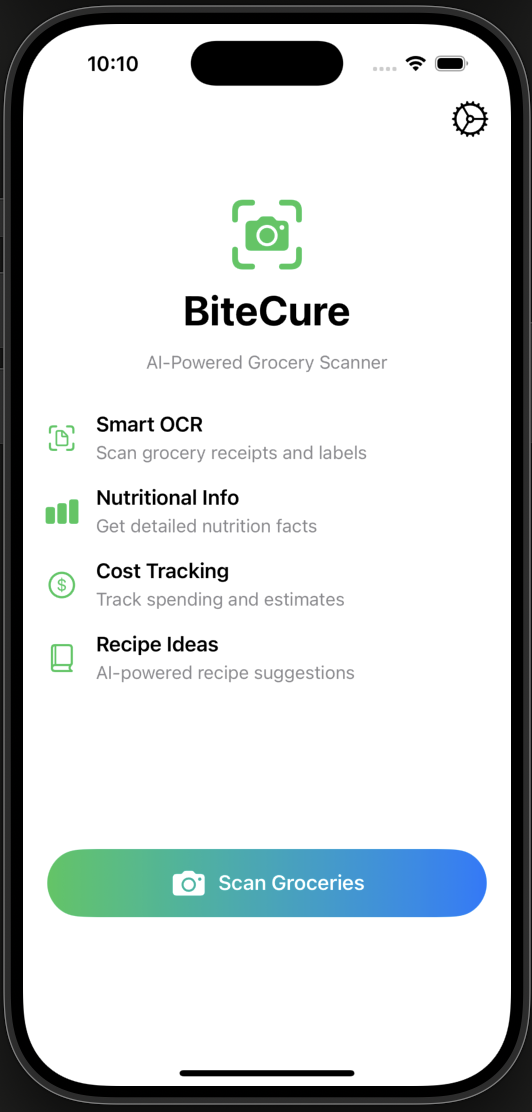 10:10
BiteCure
AI-Powered Grocery Scanner
Smart OCR
Scan grocery receipts and labels
Nutritional Info
Get detailed nutrition facts
$
Cost Tracking
Track spending and estimates
Recipe Ideas
AI-powered recipe suggestions
Scan Groceries